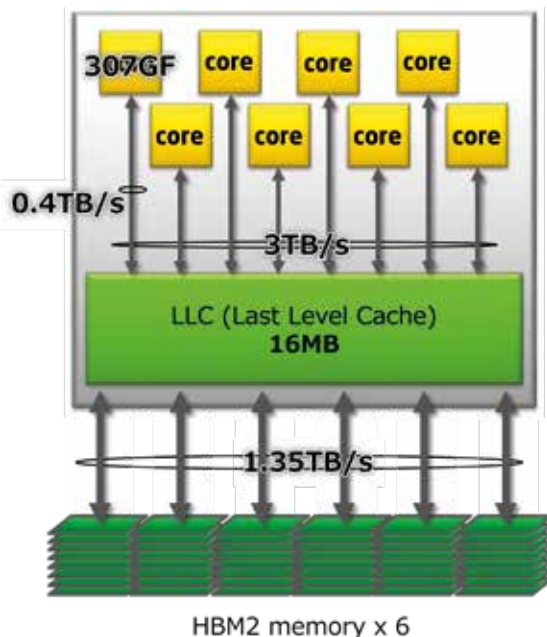 307GF
core
core
core
core
core
core
core
0.4TB/s
3TB/s
LLC (Last Level Cache)
16MB
1.35TB/s
HBM2 memory x 6